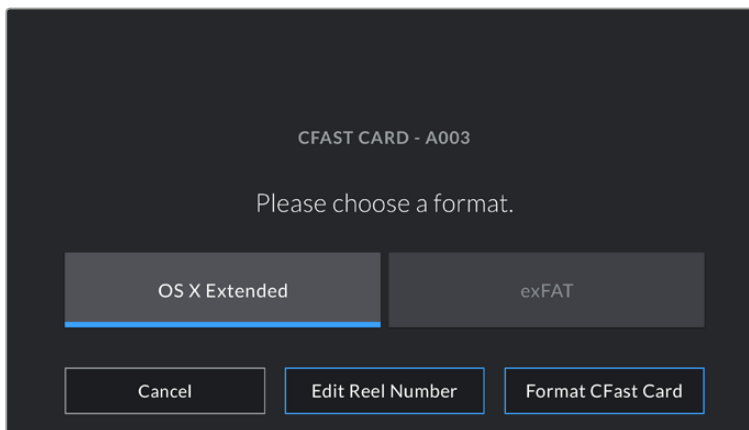 CFAST CARD - A003
Please choose a format.
OS X Extended
exFAT
Cancel
Edit Reel Number
Format CFast Card